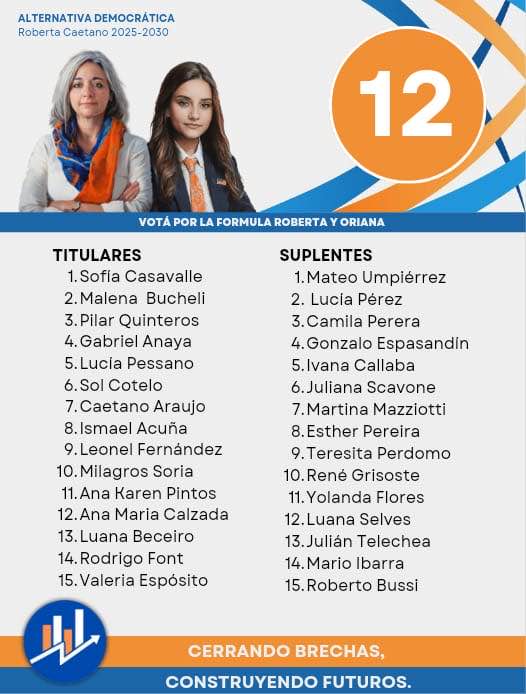 ALTERNATIVA DEMOCRÁTICA
Roberta Caetano 2025-2030
12
VOTÁ POR LA FORMULA ROBERTA Y ORIANA
TITULARES
1. Sofía Casavalle
2. Malena Bucheli
3. Pilar Quinteros
4. Gabriel Anaya
5. Lucía Pessano
6. Sol Cotelo
7. Caetano Araujo
8. Ismael Acuña
9. Leonel Fernández
10. Milagros Soria
11. Ana Karen Pintos
12. Ana Maria Calzada
13. Luana Beceiro
14. Rodrigo Font
15. Valeria Espósito
SUPLENTES
1. Mateo Umpiérrez
2. Lucía Pérez
3. Camila Perera
4. Gonzalo Espasandín
5. Ivana Callaba
6. Juliana Scavone
7. Martina Mazziotti
8. Esther Pereira
9. Teresita Perdomo
10. René Grisoste
11. Yolanda Flores
12. Luana Selves
13. Julián Telechea
14. Mario Ibarra
15. Roberto Bussi
CERRANDO BRECHAS,
CONSTRUYENDO FUTUROS.